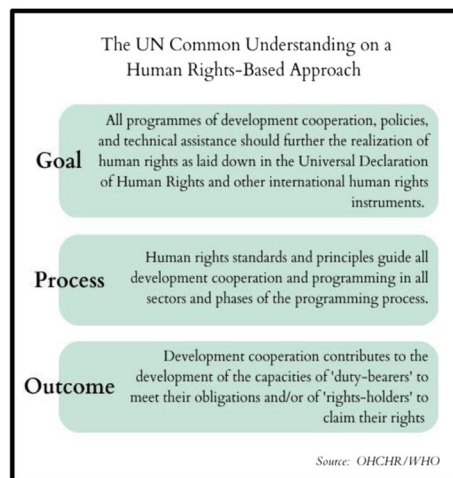 The UN Common Understanding on a
Human Rights-Based Approach
Goal
All programmes of development cooperation, policies,
and technical assistance should further the realization of
human rights as laid down in the Universal Declaration
of Human Rights and other international human rights
instruments.
Process
Human rights standards and principles guide all
development cooperation and programming in all
sectors and phases of the programming process.
Outcome
Development cooperation contributes to the
development of the capacities of 'duty-bearers' to
meet their obligations and/or of 'rights-holders' to
claim their rights
Source: OHCHR/WHO